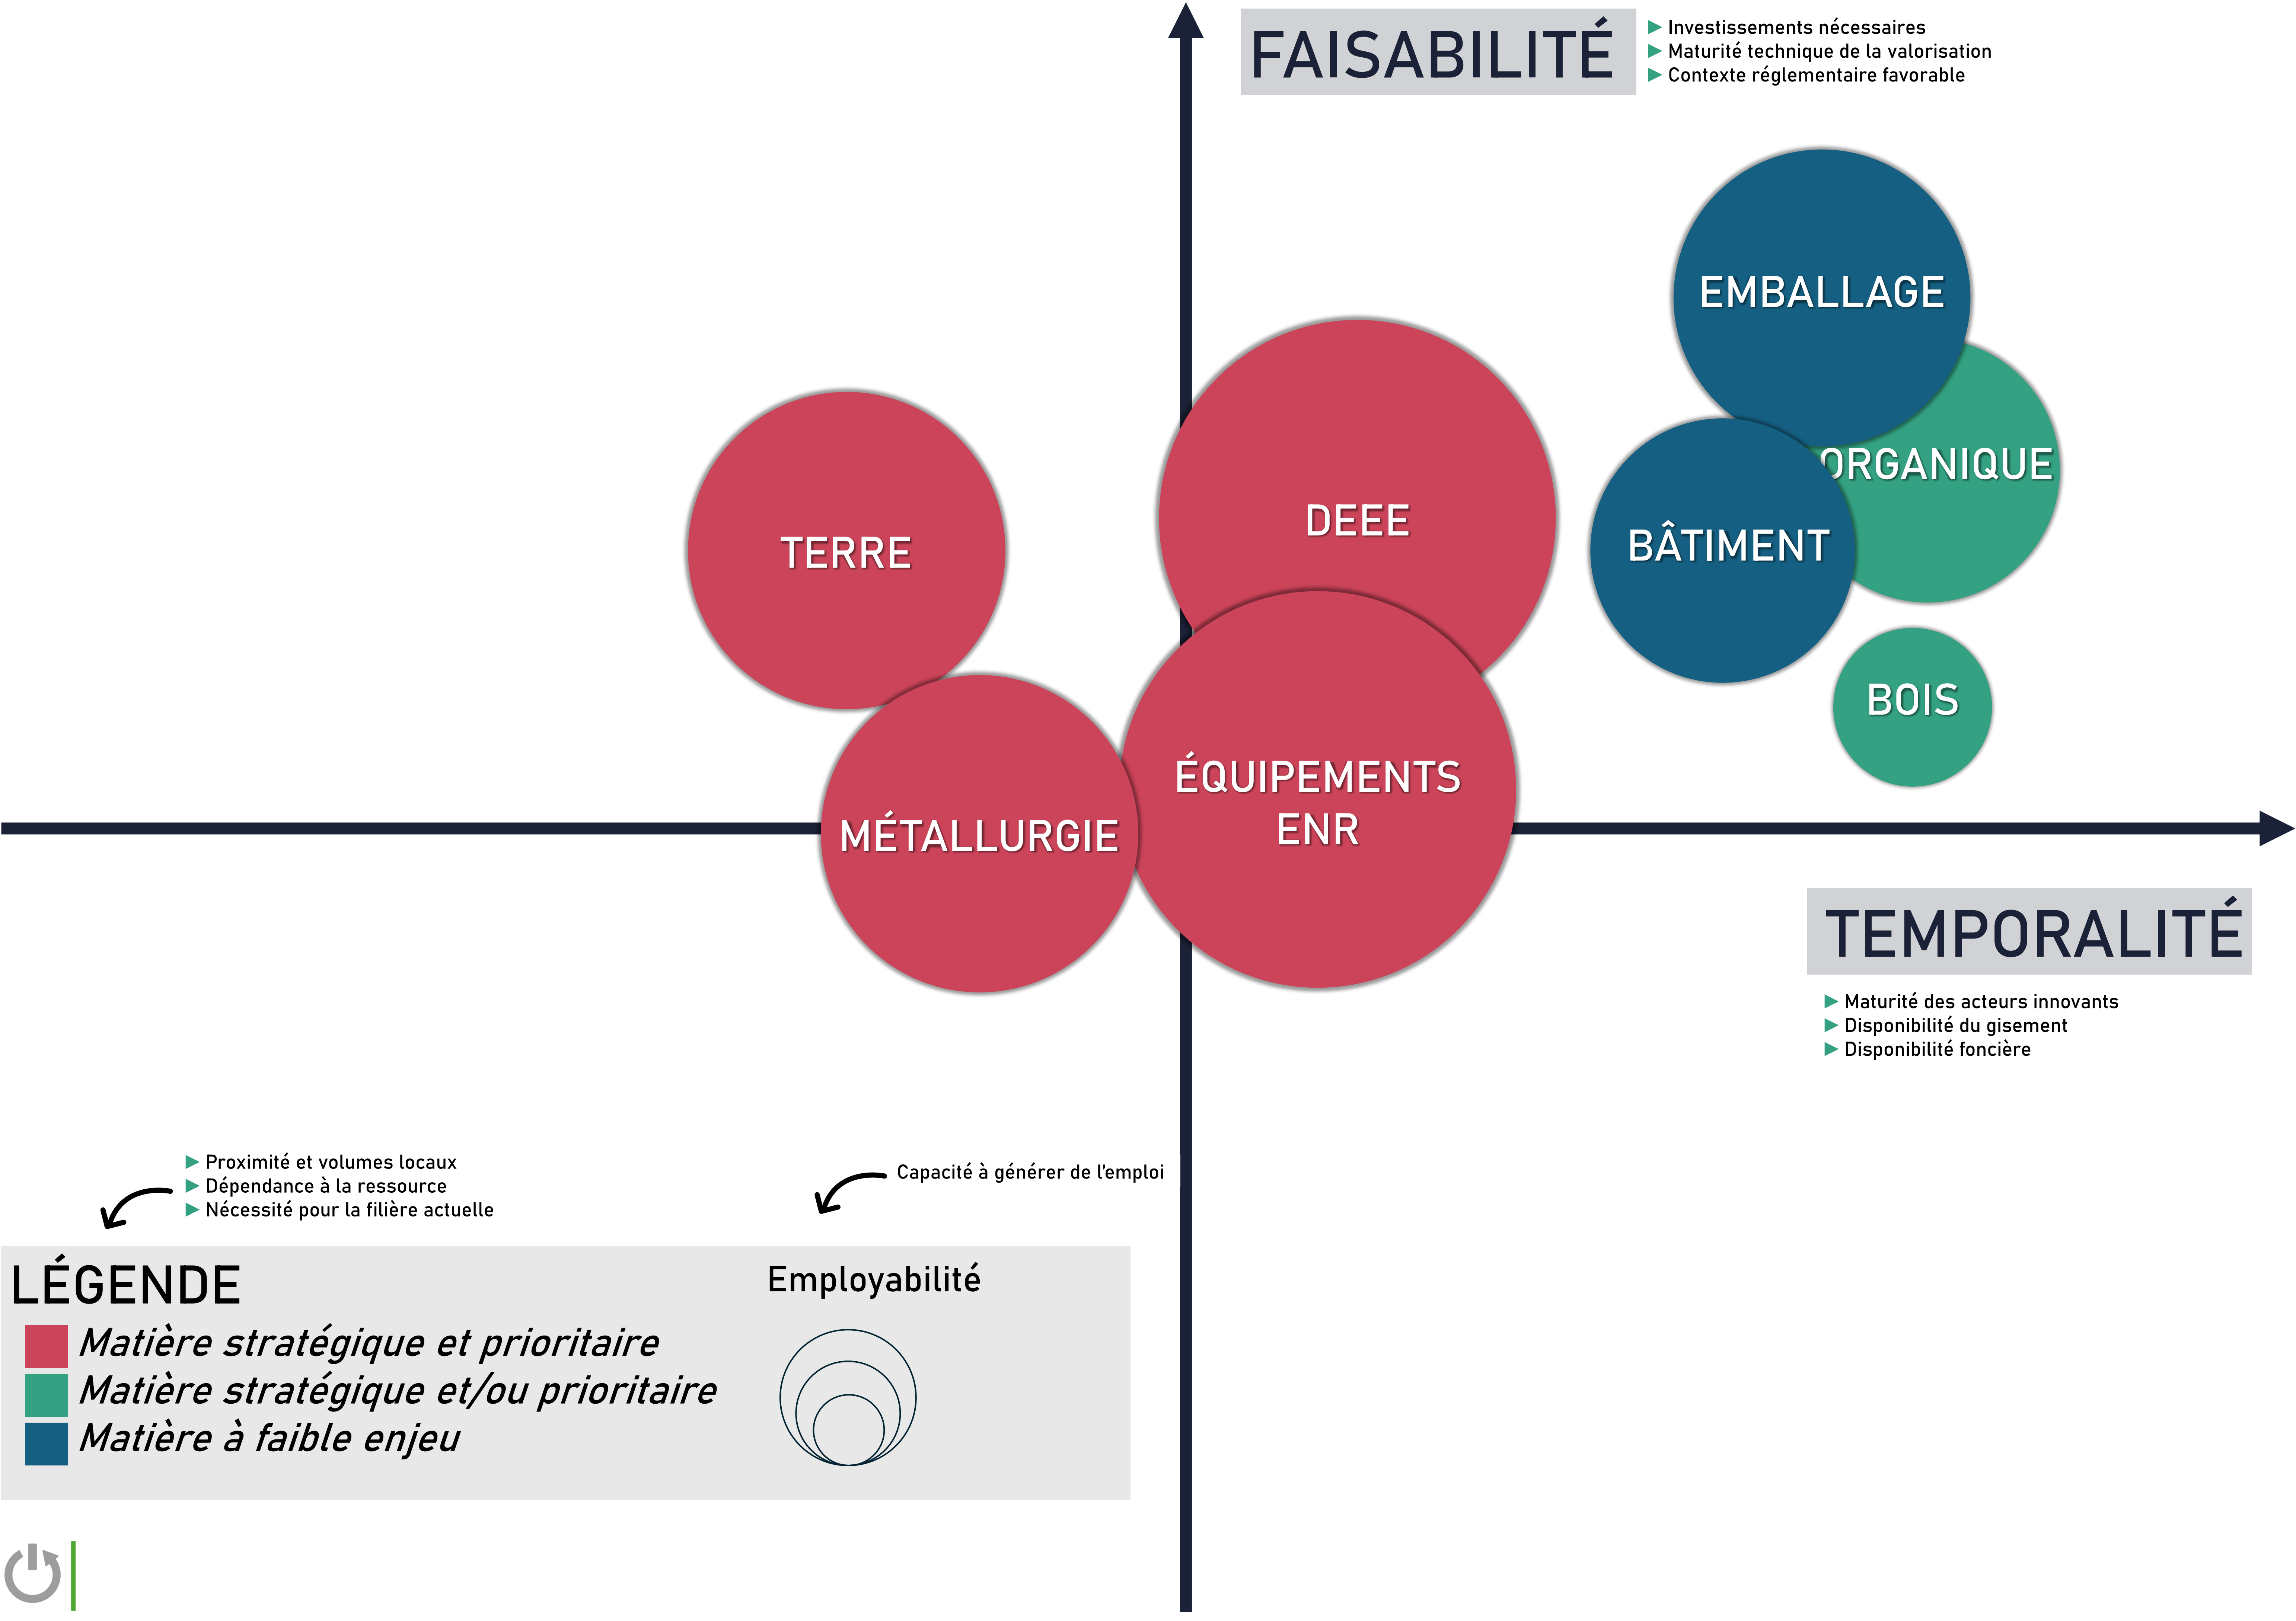 FAISABILITÉ
Investissements nécessaires
Maturité technique de la valorisation
Contexte réglementaire favorable
EMBALLAGE
ORGANIQUE
DEEE
BÂTIMENT
TERRE
BOIS
ÉQUIPEMENTS
ENR
MÉTALLURGIE
TEMPORALITÉ
Maturité des acteurs innovants
Disponibilité du gisement
Disponibilité foncière
Proximité et volumes locaux
Dépendance à la ressource
Nécessité pour la filière actuelle
Capacité à générer de l'emploi
LÉGENDE
Matière stratégique et prioritaire
Matière stratégique et/ou prioritaire
Matière à faible enjeu
Employabilité